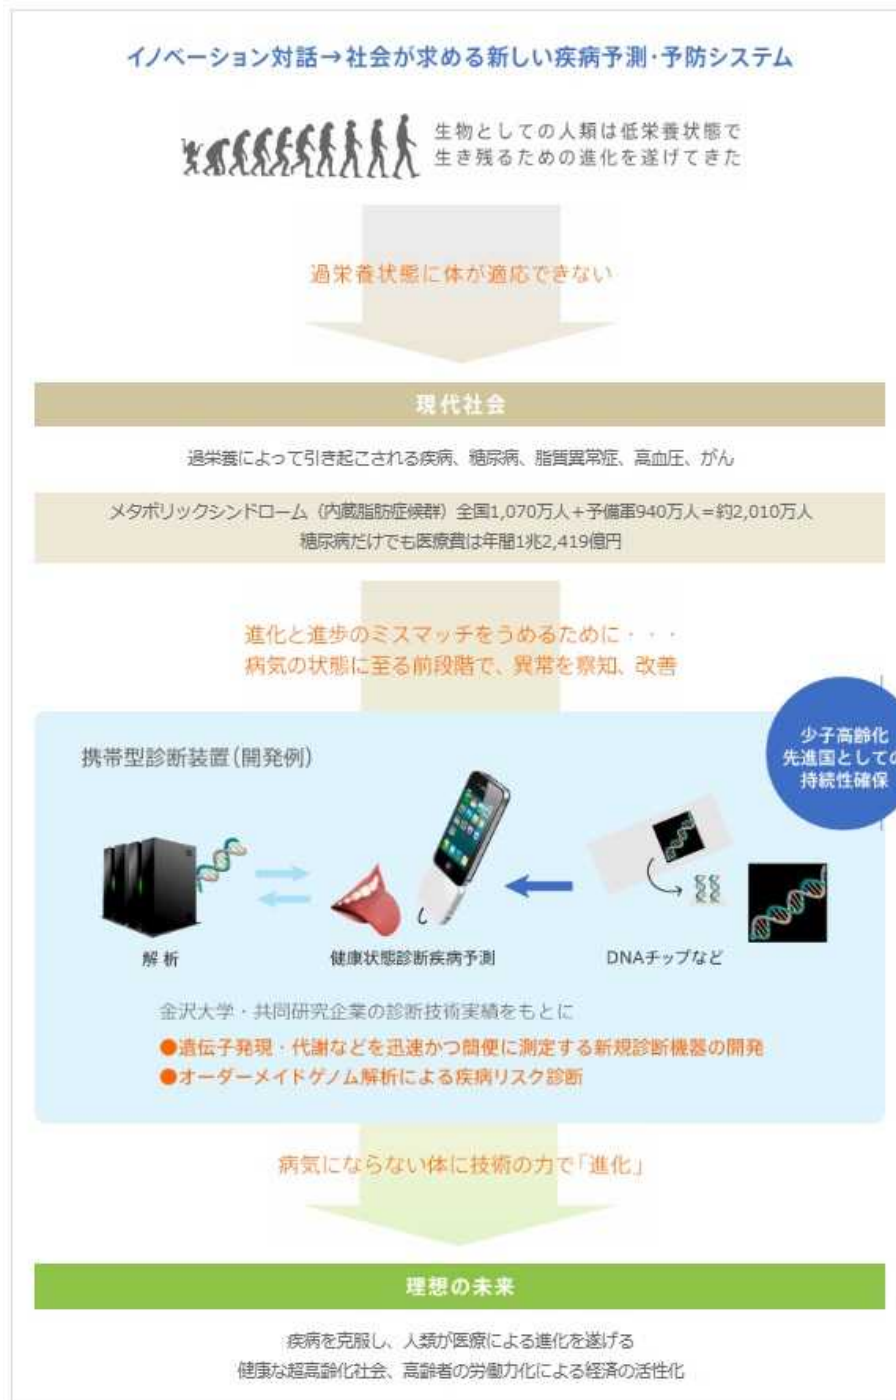 イノベーション対話→社会が求める新しい疾病予測・予防システム
生物としての人類は低栄養状態で
生き残るための進化を遂げてきた
過栄養状態に体が適応できない
現代社会
過栄養によって引き起こされる疾病、糖尿病、脂質異常症、高血圧、がん
メタボリックシンドローム（内蔵脂肪症候群）全国1,070万人＋予備軍940万人＝約2,010万人
糖尿病だけでも医療費は年間1兆2,419億円
進化と進歩のミスマッチをうめるために・・・
病気の状態に至る前段階で、異常を察知、改善
少子高齢化
先進国としての
持続性確保
携帯型診断装置（開発例）
解析
健康状態診断疾病予測
DNAチップなど
金沢大学・共同研究企業の診断技術実績をもとに
●遺伝子発現・代謝などを迅速かつ簡便に測定する新規診断機器の開発
●オーダーメイドゲノム解析による疾病リスク診断
病気にならない体に技術の力で「進化」
理想の未来
疾病を克服し、人類が医療による進化を遂げる
健康な超高齢化社会、高齢者の労働力化による経済の活性化